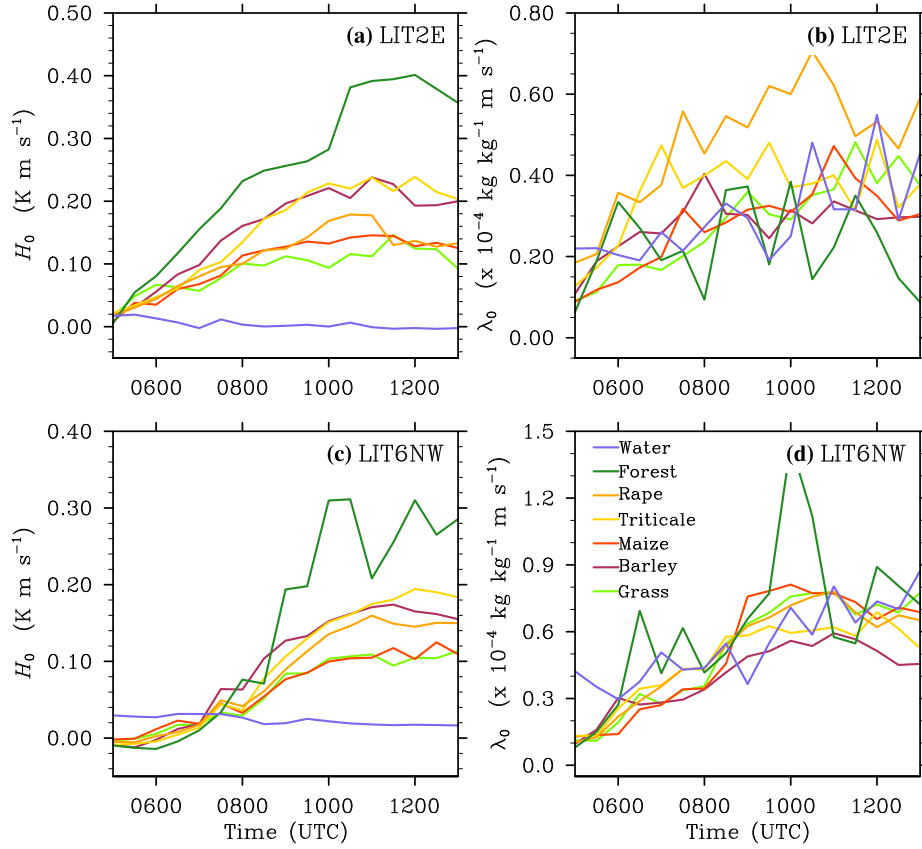 (a) LIT2E
0.50
0.40
0.30
0.20
0.10
0.00
H₀ (K m s⁻¹)
0600 0800 1000 1200
(b) LIT2E
0.80
0.60
0.40
0.20
0.00
λ₀ (x 10⁻⁴ kg kg⁻¹ m s⁻¹)
0600 0800 1000 1200
(c) LIT6NW
0.40
0.30
0.20
0.10
0.00
H₀ (K m s⁻¹)
0600 0800 1000 1200
Time (UTC)
(d) LIT6NW
1.5
1.2
0.9
0.6
0.3
0.0
λ₀ (x 10⁻⁴ kg kg⁻¹ m s⁻¹)
Water
Forest
Rape
Triticale
Maize
Barley
Grass
0600 0800 1000 1200
Time (UTC)